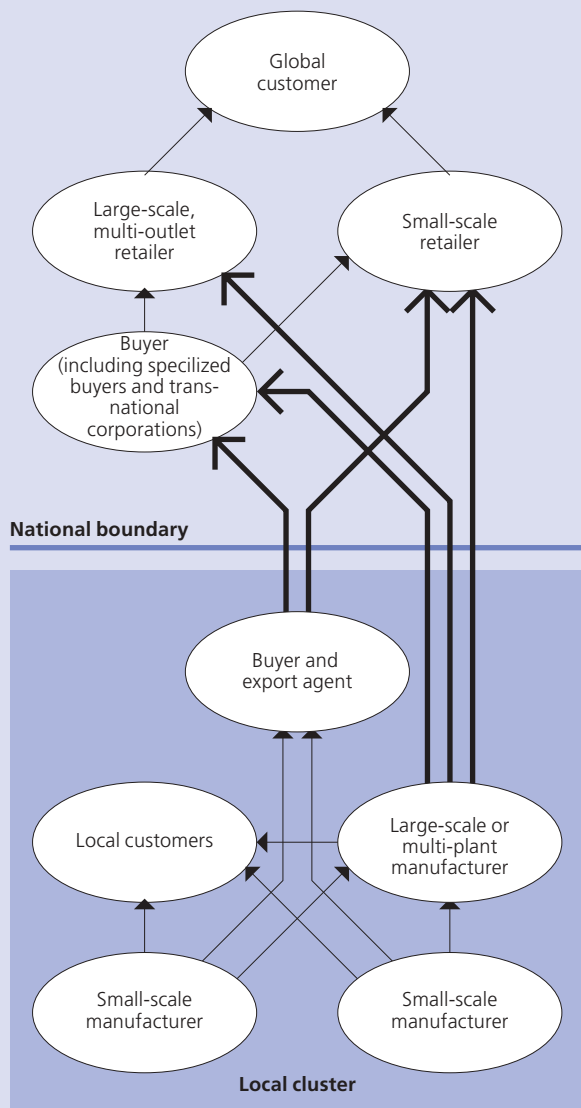 Global
customer
Large-scale,
multi-outlet
retailer
Small-scale
retailer
Buyer
(including specilized
buyers and trans-
national
corporations)
National boundary
Buyer and
export agent
Local customers
Large-scale or
multi-plant
manufacturer
Small-scale
manufacturer
Small-scale
manufacturer
Local cluster